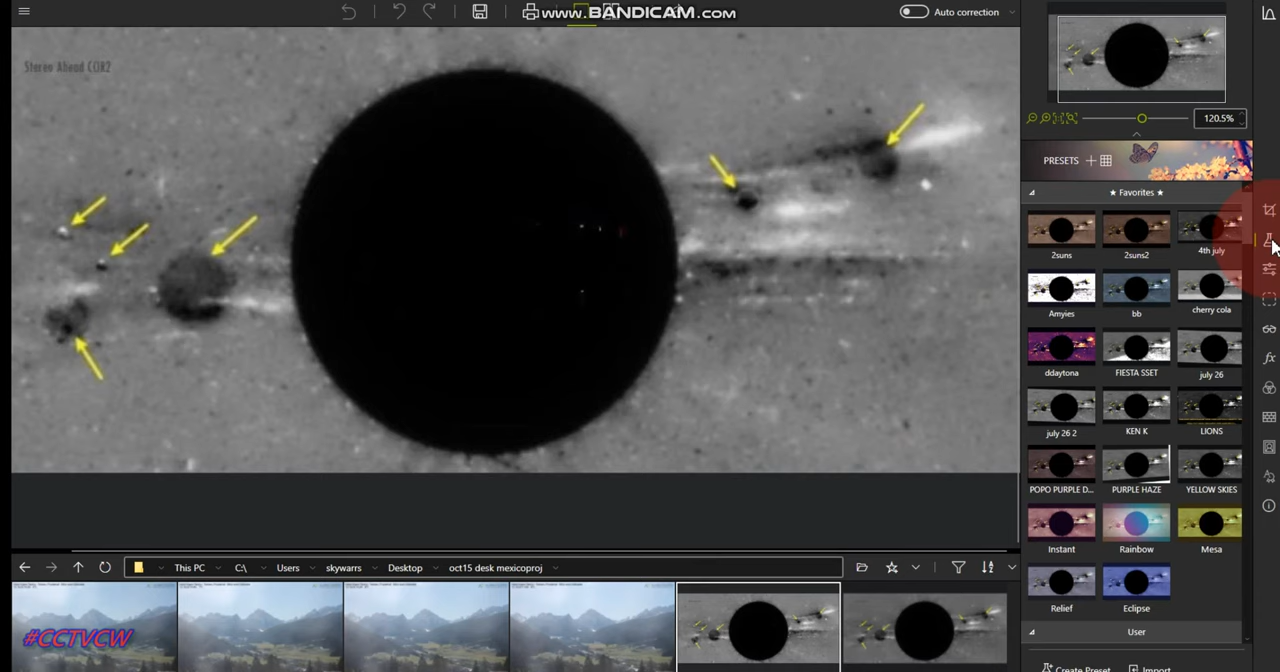 www.BANDICAM.com
Auto correction
Stereo Ahead COR2
120.5%
PRESETS
★ Favorites ★
2suns
2suns2
4th july
Amyies
bb
cherry cola
ddaytona
FIESTA SSET
july 26
july 26 2
KEN K
LIONS
POPO PURPLE D...
PURPLE HAZE
YELLOW SKIES
Instant
Rainbow
Mesa
Relief
Eclipse
User
Create Preset
Import
This PC
C:\
Users
skywarrs
Desktop
oct15 desk mexicoproj
#CCTVCW